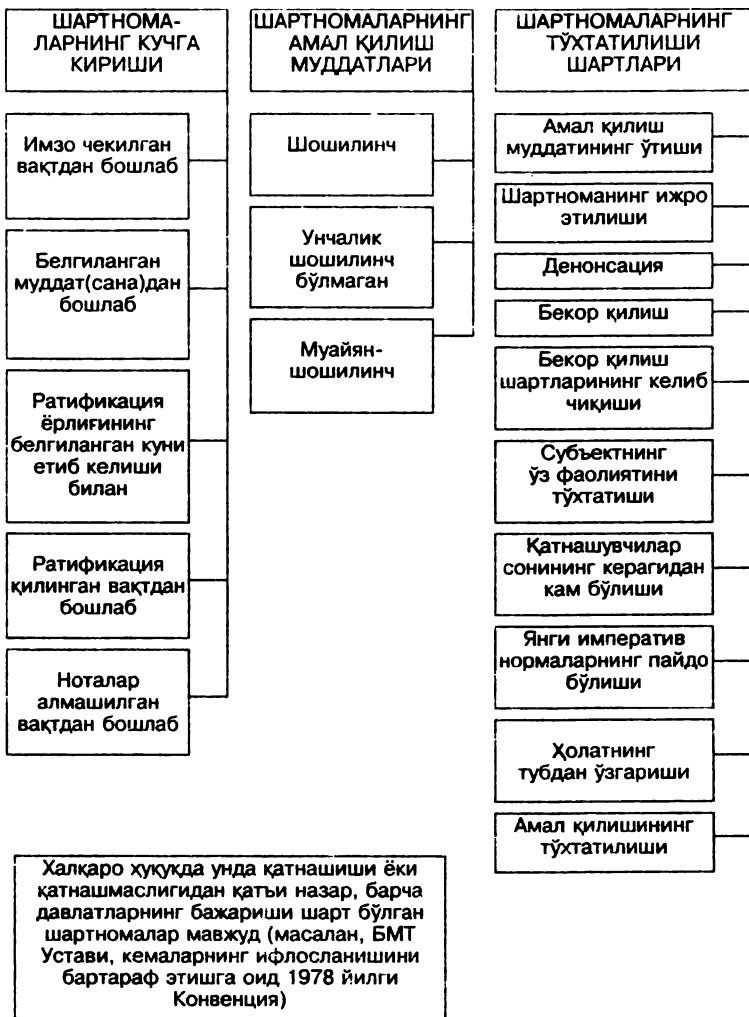 ШАРТНОМА-
ЛАРНИНГ КУЧГА
КИРИШИ
Имзо чекилган
вақтдан бошлаб
Белгиланган
муддат(сана)дан
бошлаб
Ратификация
ёрлиғининг
белгиланган куни
етиб келиши
билан
Ратификация
қилинган вақтдан
бошлаб
Ноталар
алмашилган
вақтдан бошлаб
ШАРТНОМАЛАРНИНГ
АМАЛ ҚИЛИШ
МУДДАТЛАРИ
Шошилинч
Унчалик
шошилинч
бўлмаган
Муайян-
шошилинч
ШАРТНОМАЛАРНИНГ
ТЎХТАТИЛИШИ
ШАРТЛАРИ
Амал қилиш
муддатининг ўтиши
Шартноманинг ижро
этилиши
Денонсация
Бекор қилиш
Бекор қилиш
шартларининг келиб
чиқиши
Субъектнинг
ўз фаолиятини
тўхтатиши
Қатнашувчилар
сонининг керагидан
кам бўлиши
Янги императив
нормаларнинг пайдо
бўлиши
Ҳолатнинг
тубдан ўзгариши
Амал қилишининг
тўхтатилиши
Халқаро ҳуқуқда унда қатнашиши ёки
қатнашмаслигидан қатъи назар, барча
давлатларнинг бажариши шарт бўлган
шартномалар мавжуд (масалан, БМТ
Устави, кемаларнинг ифлосланишини
бартараф этишга оид 1978 йилги
Конвенция)